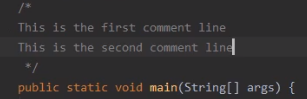 /*
This is the first comment line
This is the second comment line
*/
public static void main(String[] args) {